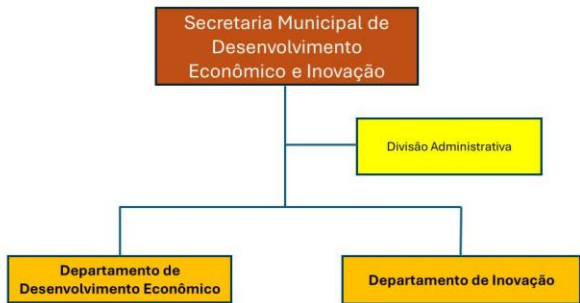 Secretaria Municipal de
Desenvolvimento
Econômico e Inovação
Divisão Administrativa
Departamento de
Desenvolvimento Econômico
Departamento de Inovação